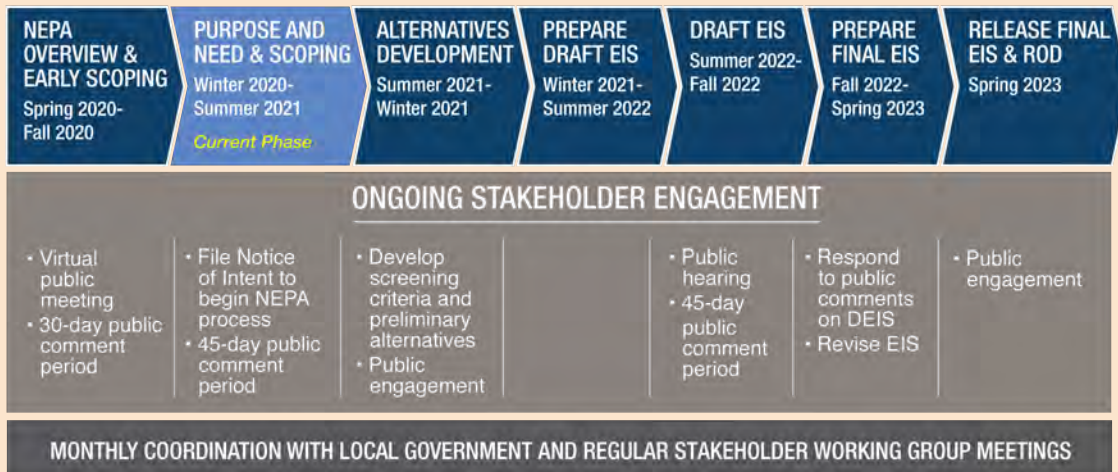 NEPA
OVERVIEW &
EARLY SCOPING
Spring 2020-
Fall 2020
PURPOSE AND
NEED & SCOPING
Winter 2020-
Summer 2021
Current Phase
ALTERNATIVES
DEVELOPMENT
Summer 2021-
Winter 2021
PREPARE
DRAFT EIS
Winter 2021-
Summer 2022
DRAFT EIS
Summer 2022-
Fall 2022
PREPARE
FINAL EIS
Fall 2022-
Spring 2023
RELEASE FINAL
EIS & ROD
Spring 2023
ONGOING STAKEHOLDER ENGAGEMENT
• Virtual
public
meeting
• 30-day public
comment
period
• File Notice
of Intent to
begin NEPA
process
• 45-day public
comment
period
• Develop
screening
criteria and
preliminary
alternatives
• Public
engagement
• Public
hearing
• 45-day
public
comment
period
• Respond
to public
comments
on DEIS
• Revise EIS
• Public
engagement
MONTHLY COORDINATION WITH LOCAL GOVERNMENT AND REGULAR STAKEHOLDER WORKING GROUP MEETINGS